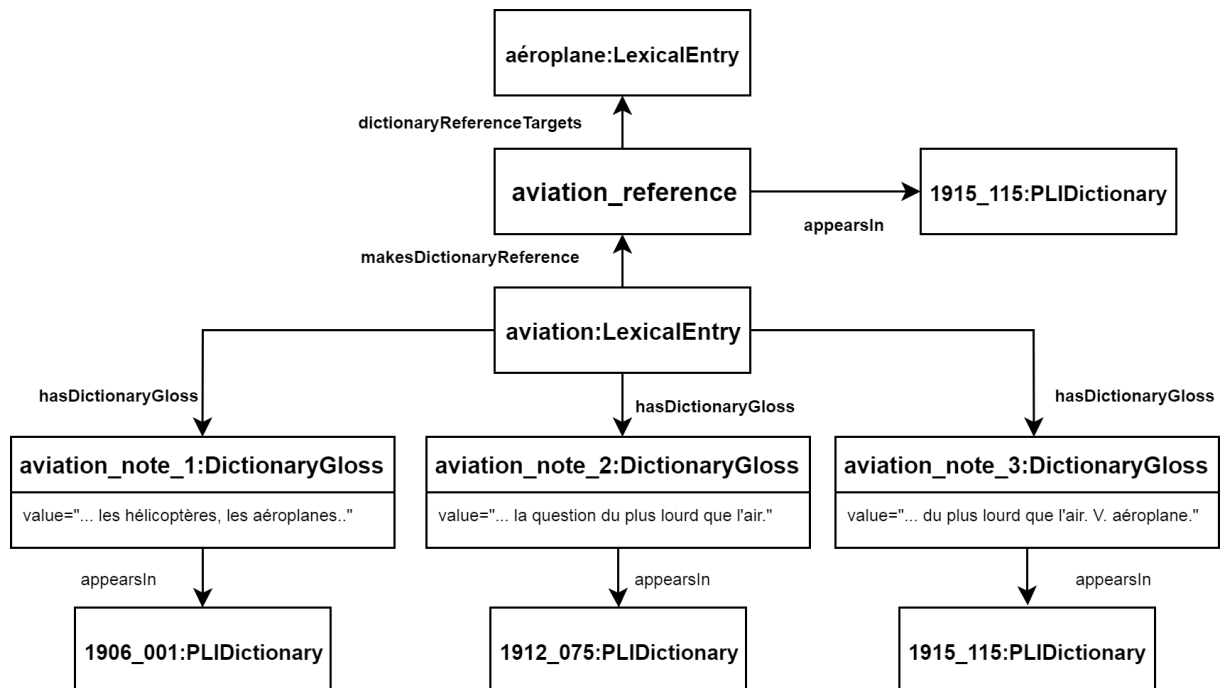 aéroplane:LexicalEntry
dictionaryReferenceTargets
aviation_reference
1915_115:PLIDictionary
appearsIn
makesDictionaryReference
aviation:LexicalEntry
hasDictionaryGloss
hasDictionaryGloss
hasDictionaryGloss
aviation_note_1:DictionaryGloss
value="... les hélicoptères, les aéroplanes.."
aviation_note_2:DictionaryGloss
value="... la question du plus lourd que l'air."
aviation_note_3:DictionaryGloss
value="... du plus lourd que l'air. V. aéroplane."
appearsIn
appearsIn
appearsIn
1906_001:PLIDictionary
1912_075:PLIDictionary
1915_115:PLIDictionary